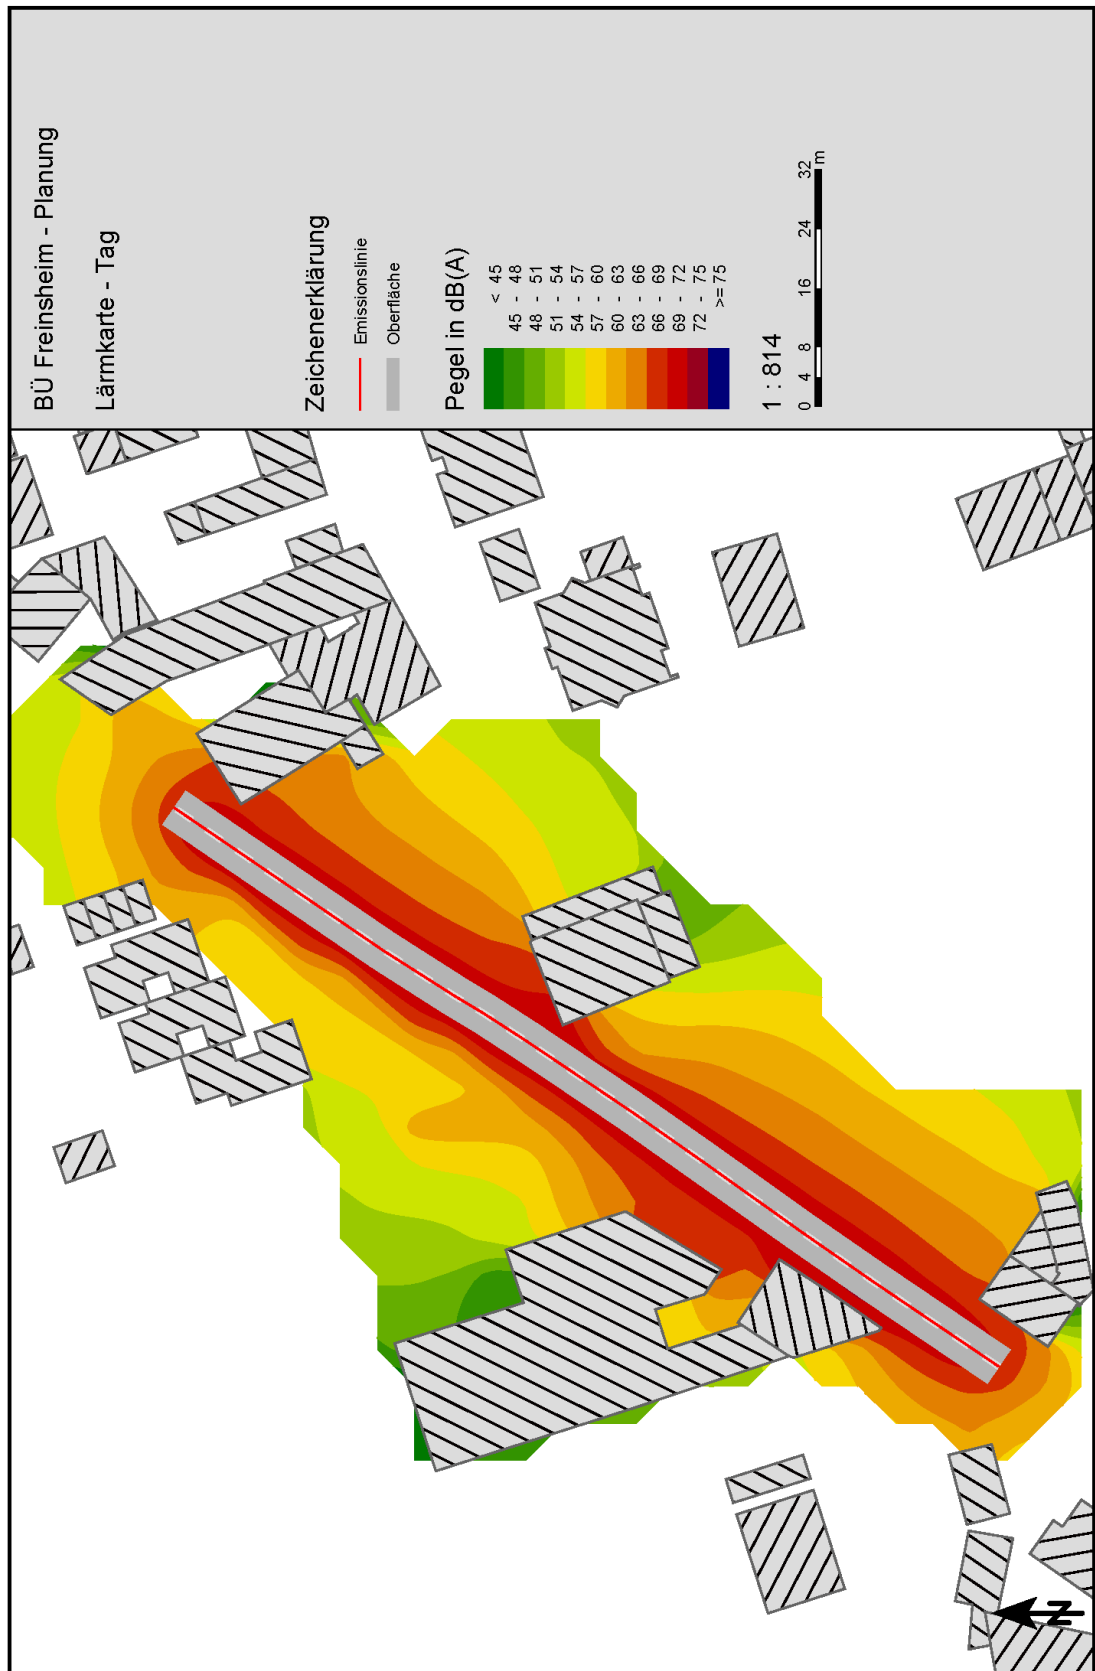 BÜ Freinsheim - Planung
Lärmkarte - Tag
Zeichenerklärung
Emissionslinie
Oberfläche
Pegel in dB(A)
< 45
45 - 48
48 - 51
51 - 54
54 - 57
57 - 60
60 - 63
63 - 66
66 - 69
69 - 72
72 - 75
>= 75
1 : 814
0 4 8 16 24 32 m
N